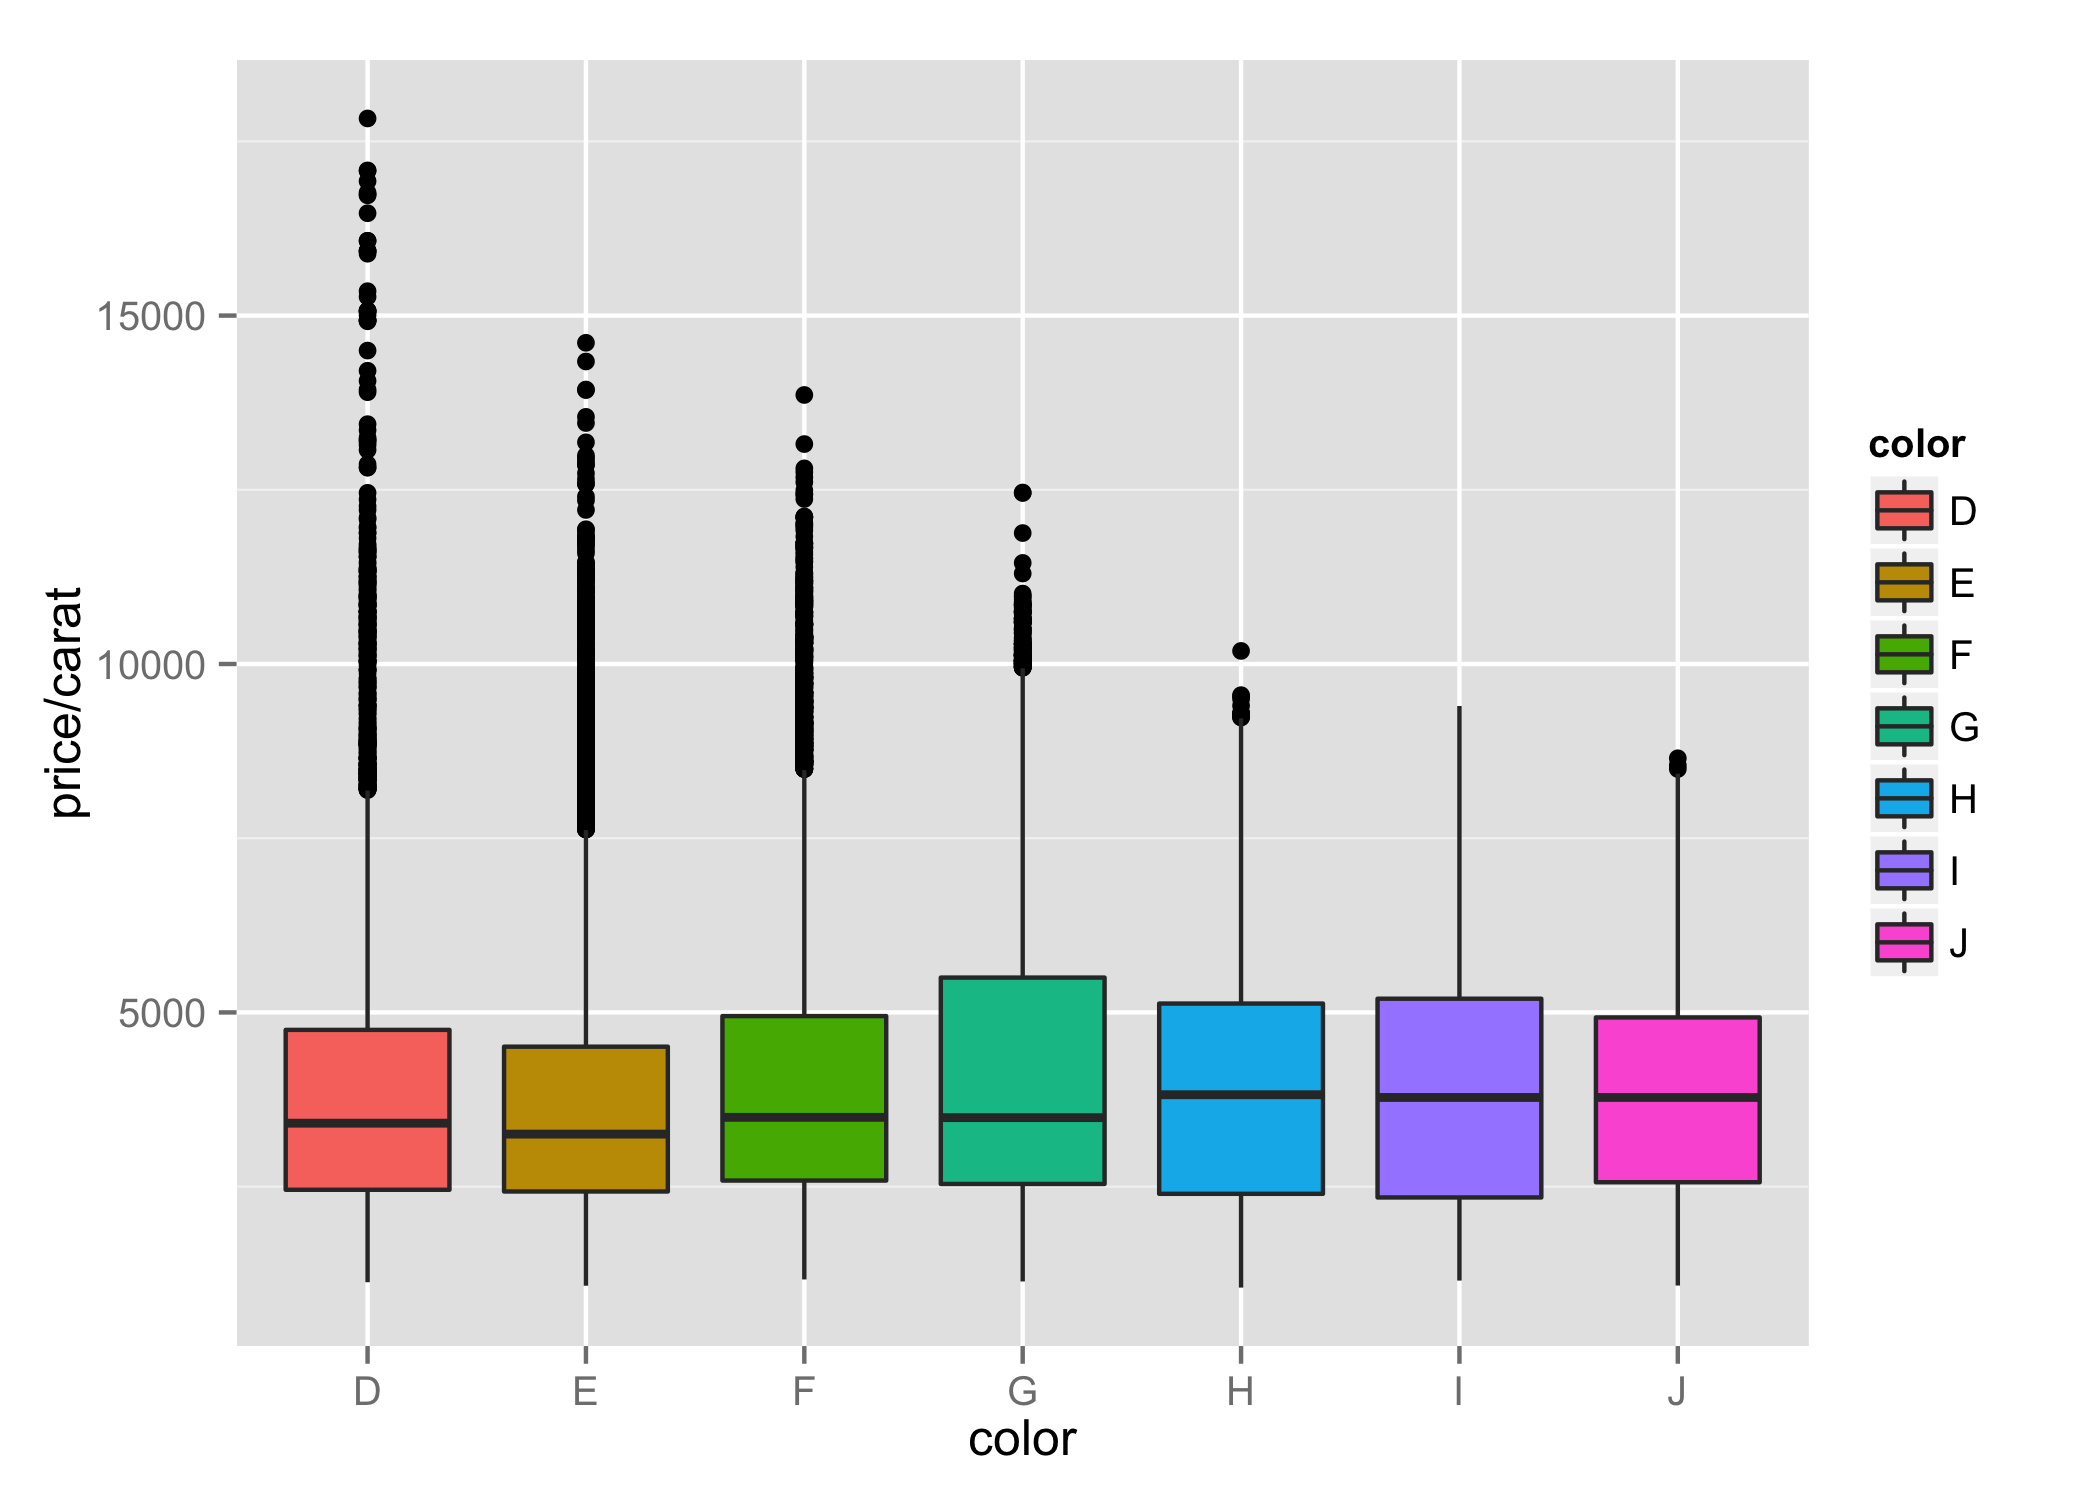 price/carat
15000
10000
5000
D E F G H I J
color
color
D
E
F
G
H
I
J